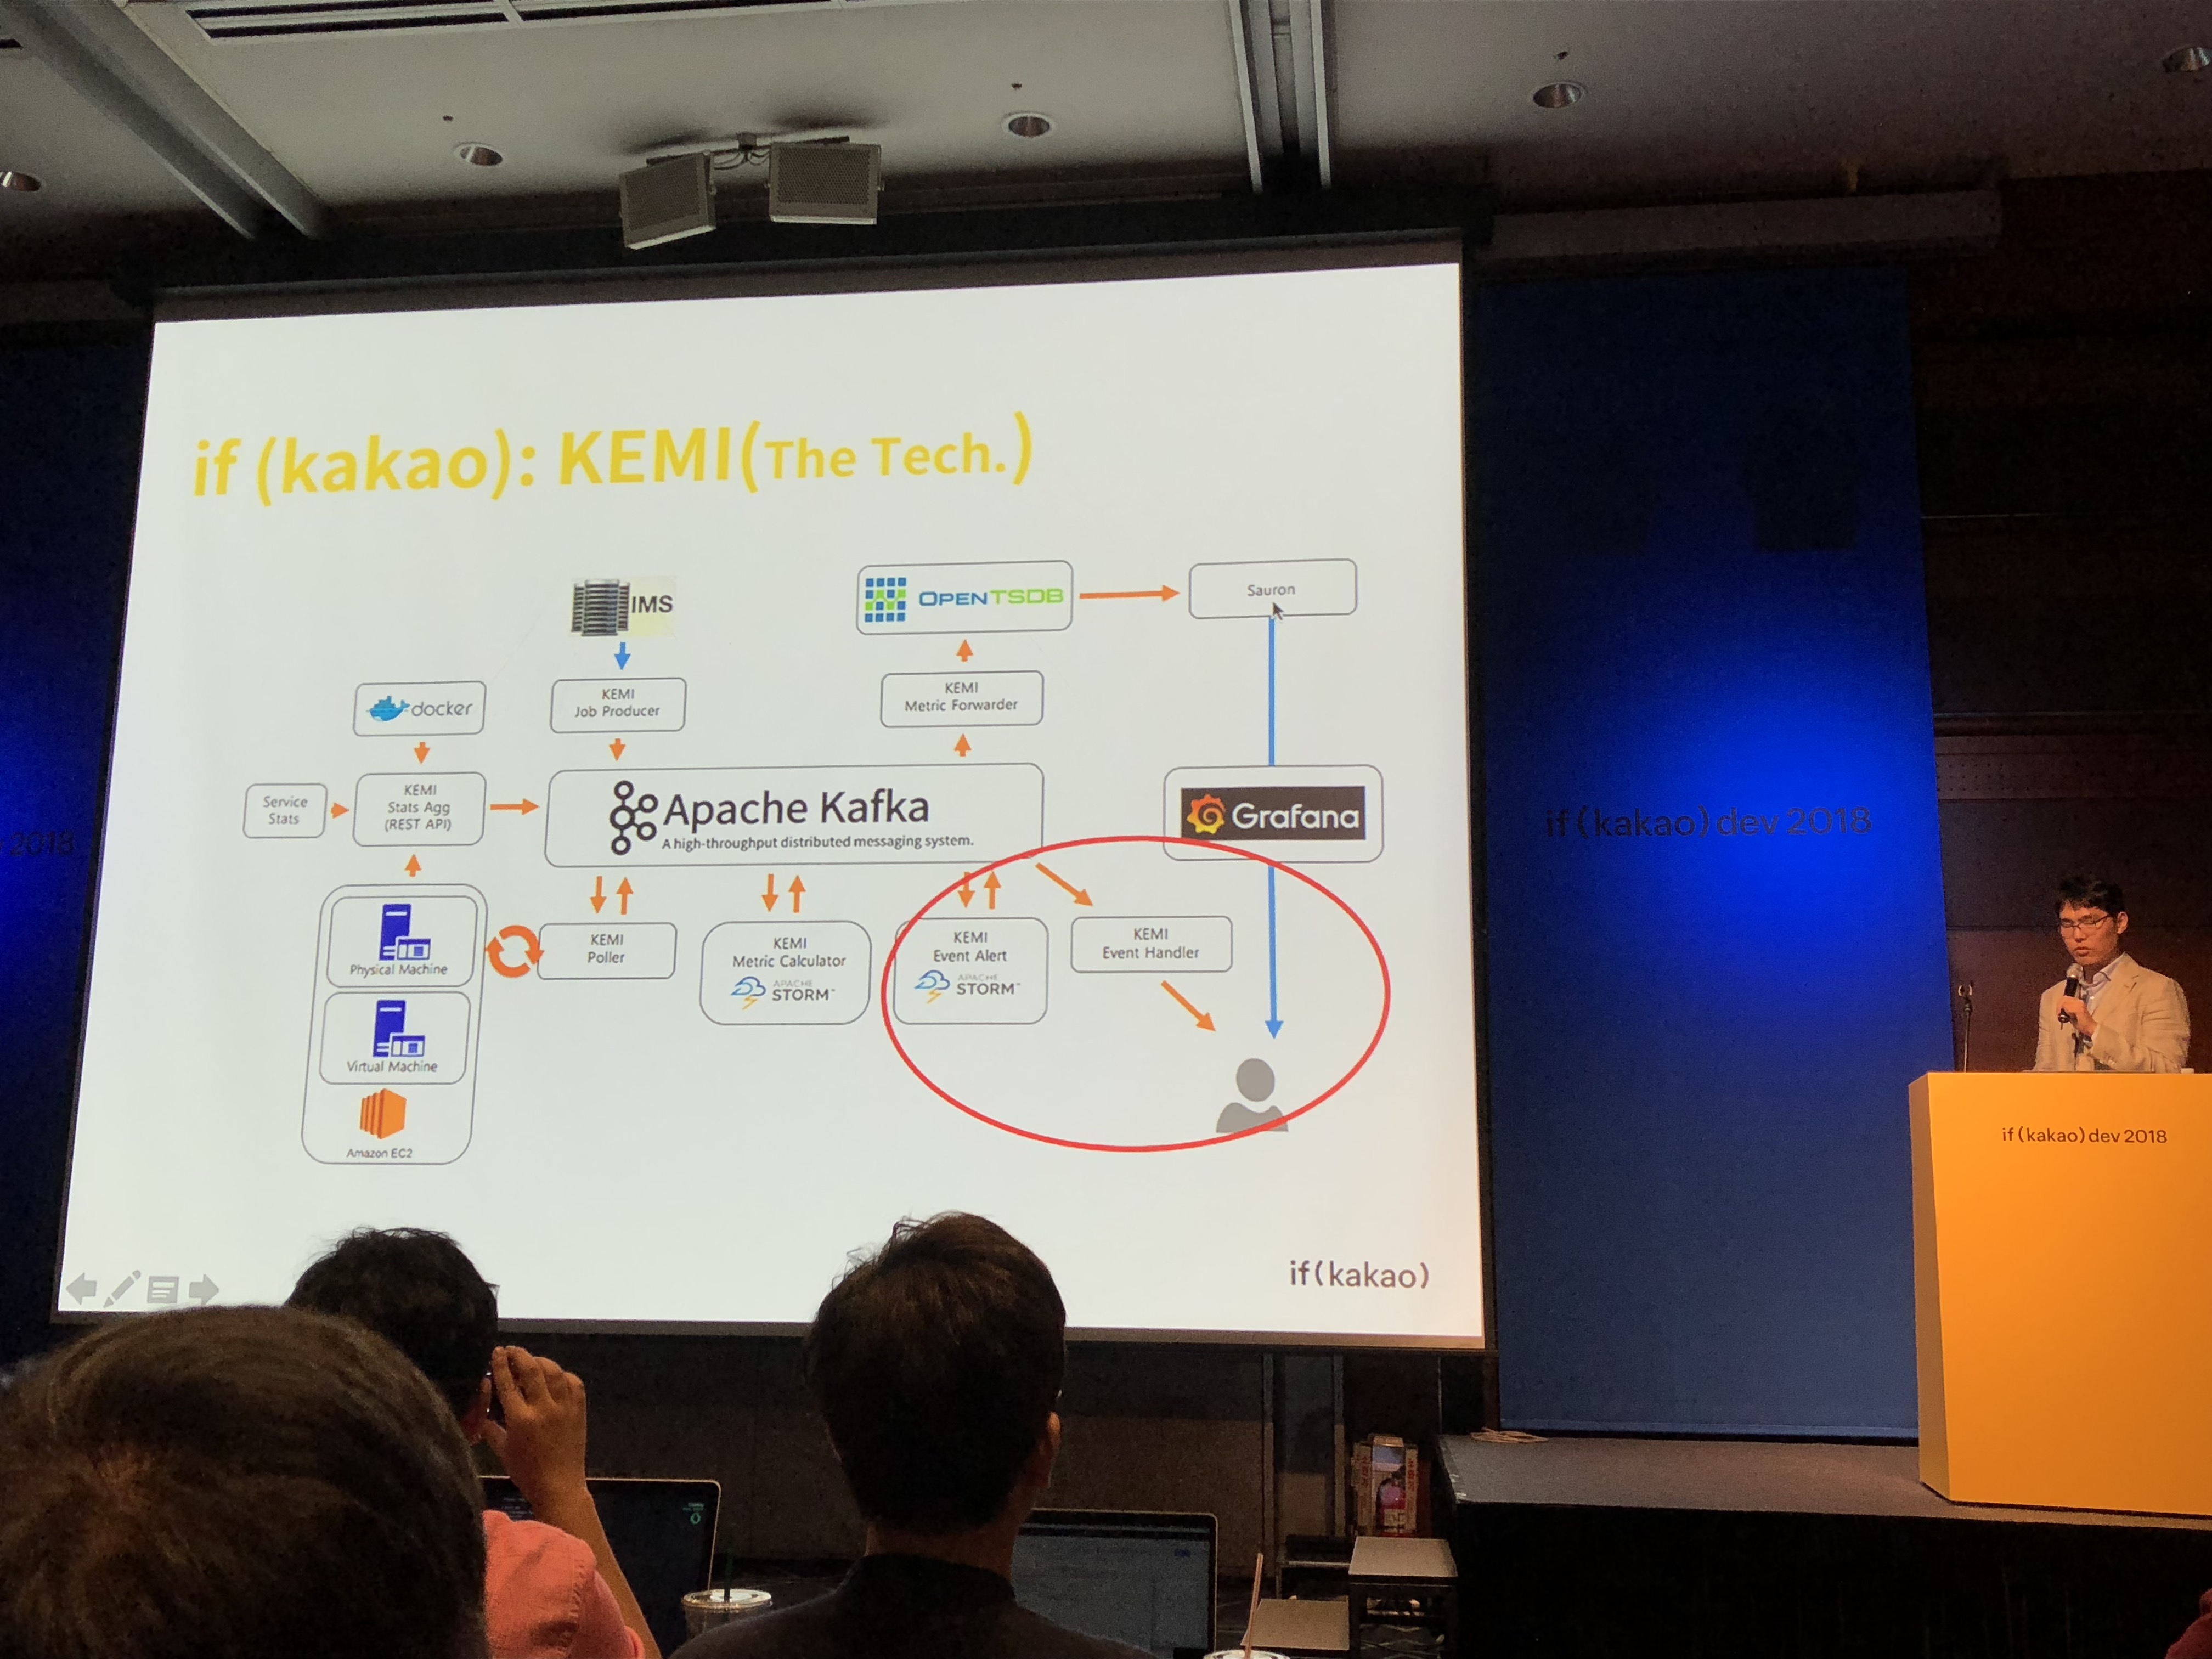 if (kakao): KEMI(The Tech.)
IMS
OPENTSDB
Sauron
docker
KEMI
Job Producer
KEMI
Metric Forwarder
Service
Stats
KEMI
Stats Agg
(REST API)
Apache Kafka
A high-throughput distributed messaging system.
Grafana
Physical Machine
Virtual Machine
Amazon EC2
KEMI
Poller
KEMI
Metric Calculator
APACHE
STORM™
KEMI
Event Alert
APACHE
STORM™
KEMI
Event Handler
if(kakao)
2018
if(kakao)dev 2018
if(kakao)dev 2018